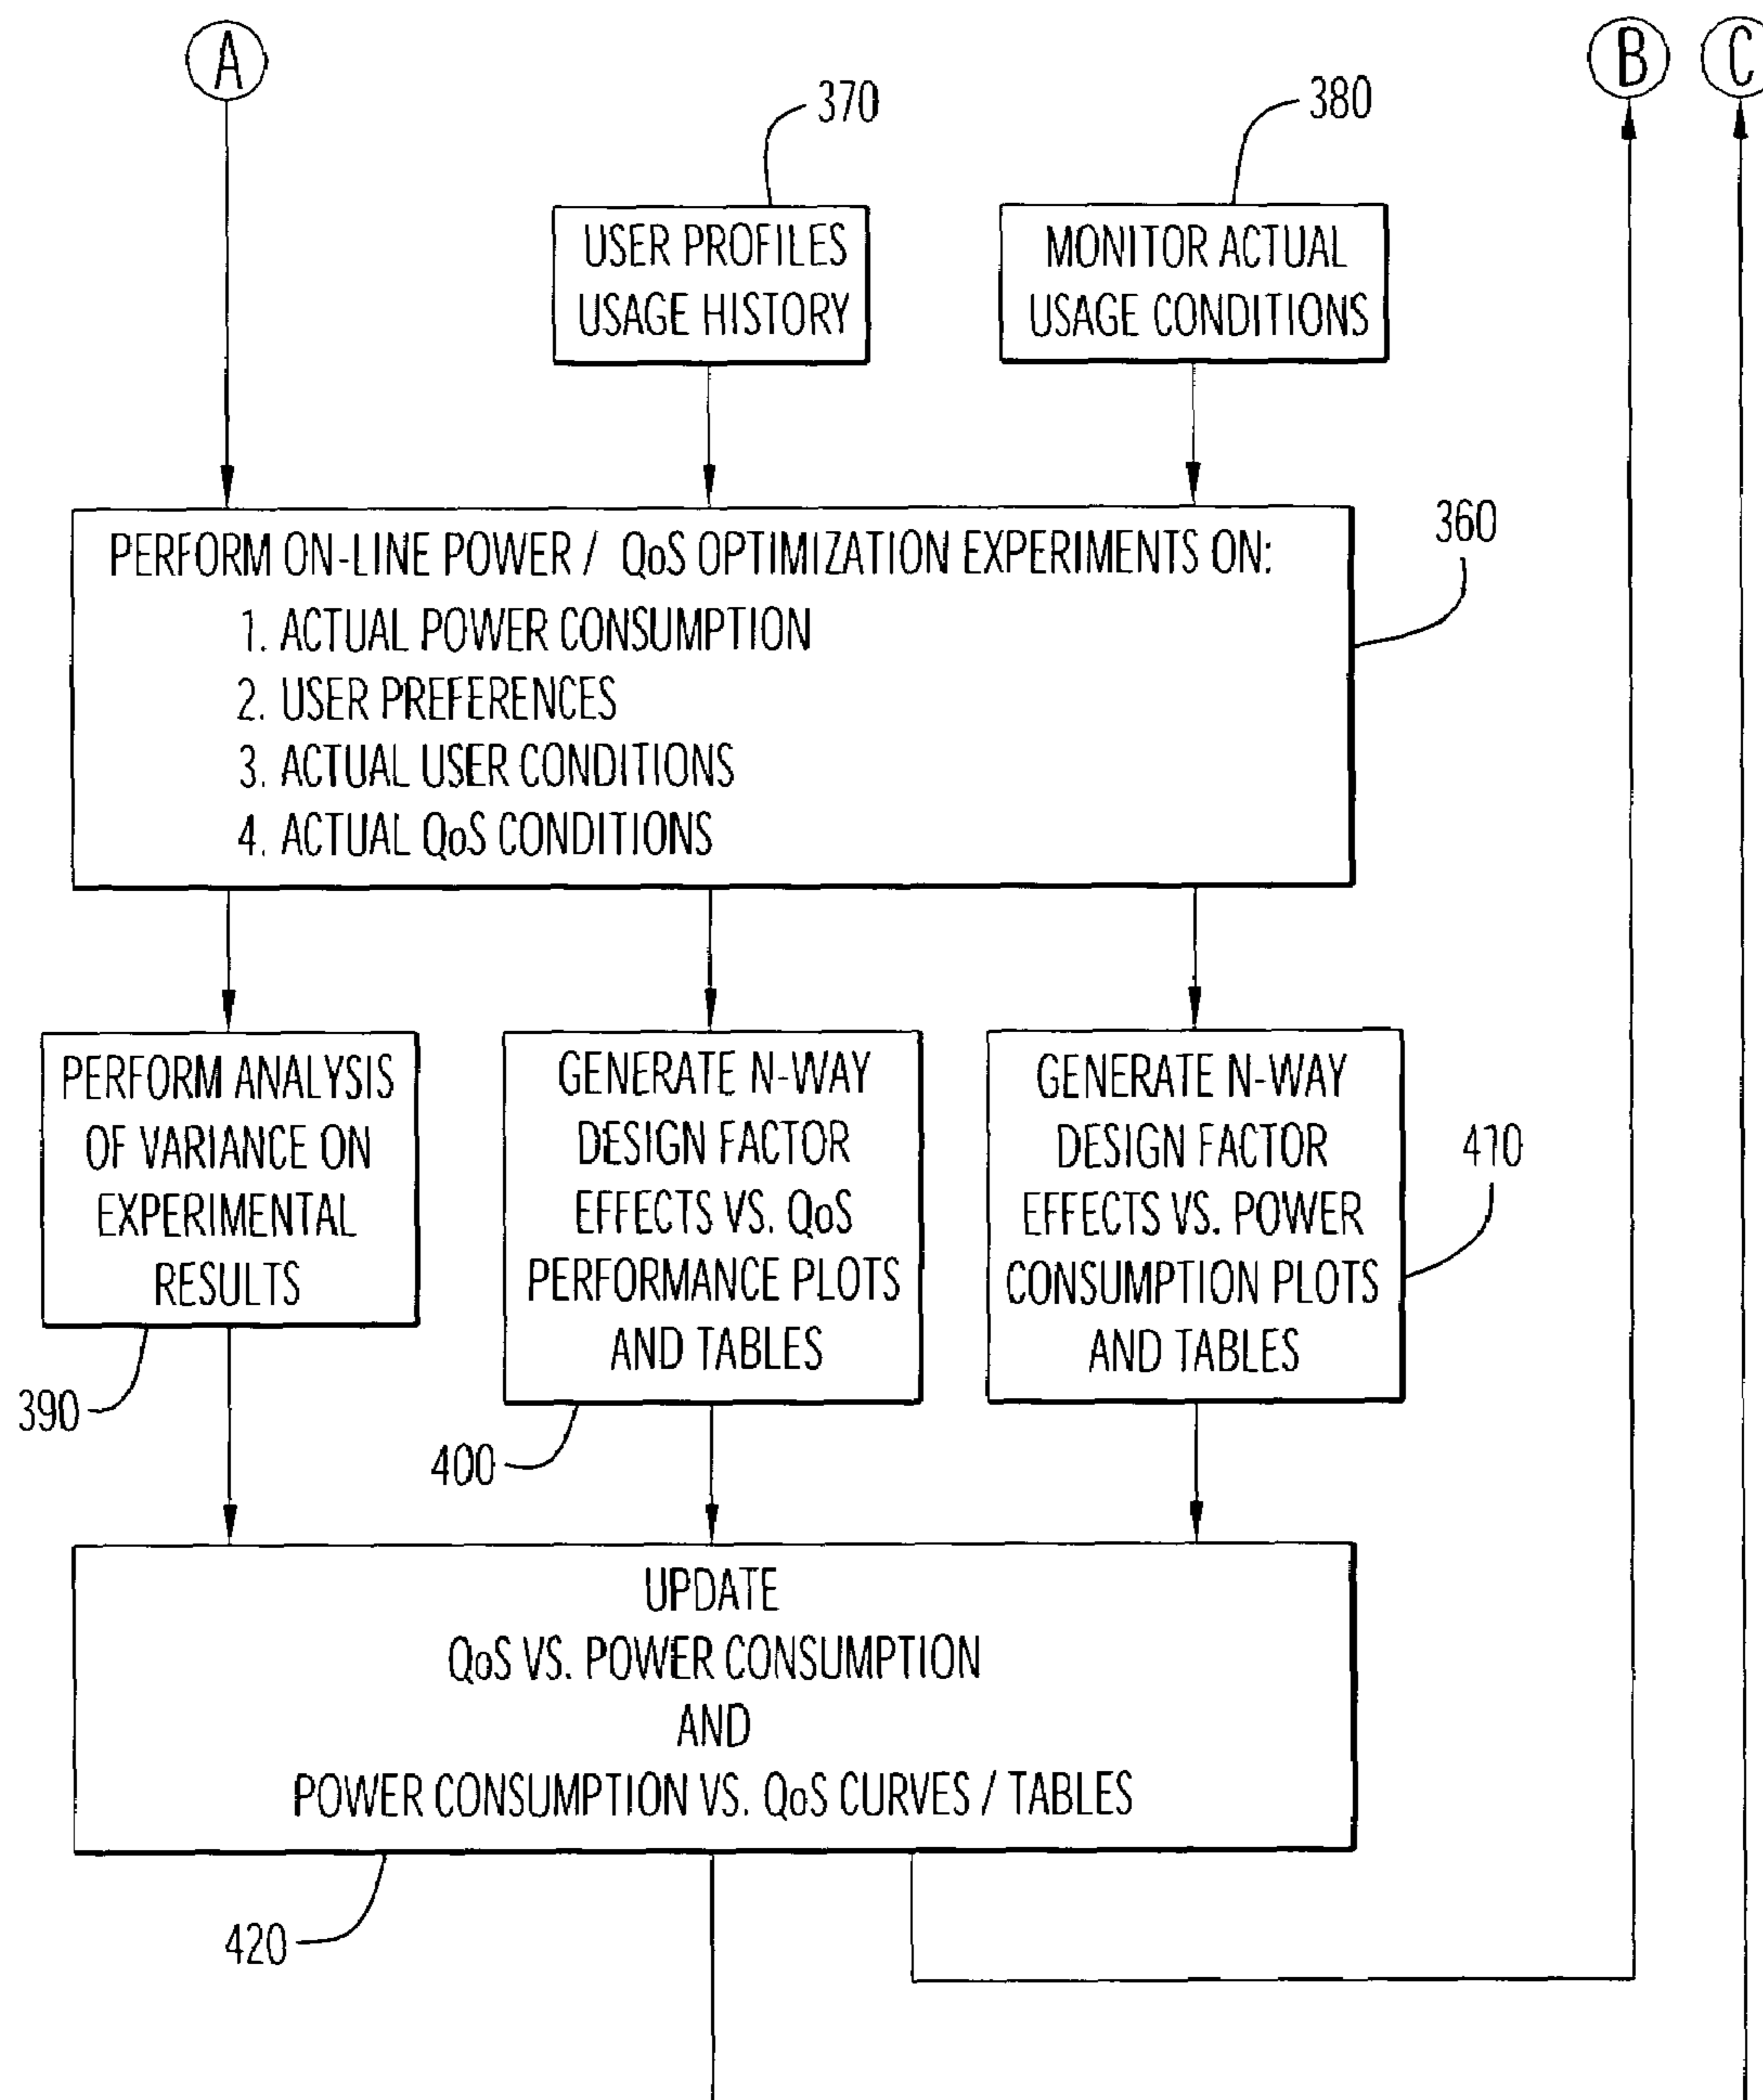 A
B
C
370
380
USER PROFILES
USAGE HISTORY
MONITOR ACTUAL
USAGE CONDITIONS
360
PERFORM ON-LINE POWER / QoS OPTIMIZATION EXPERIMENTS ON:
1. ACTUAL POWER CONSUMPTION
2. USER PREFERENCES
3. ACTUAL USER CONDITIONS
4. ACTUAL QoS CONDITIONS
PERFORM ANALYSIS
OF VARIANCE ON
EXPERIMENTAL
RESULTS
390
GENERATE N-WAY
DESIGN FACTOR
EFFECTS VS. QoS
PERFORMANCE PLOTS
AND TABLES
400
GENERATE N-WAY
DESIGN FACTOR
EFFECTS VS. POWER
CONSUMPTION PLOTS
AND TABLES
410
UPDATE
QoS VS. POWER CONSUMPTION
AND
POWER CONSUMPTION VS. QoS CURVES / TABLES
420